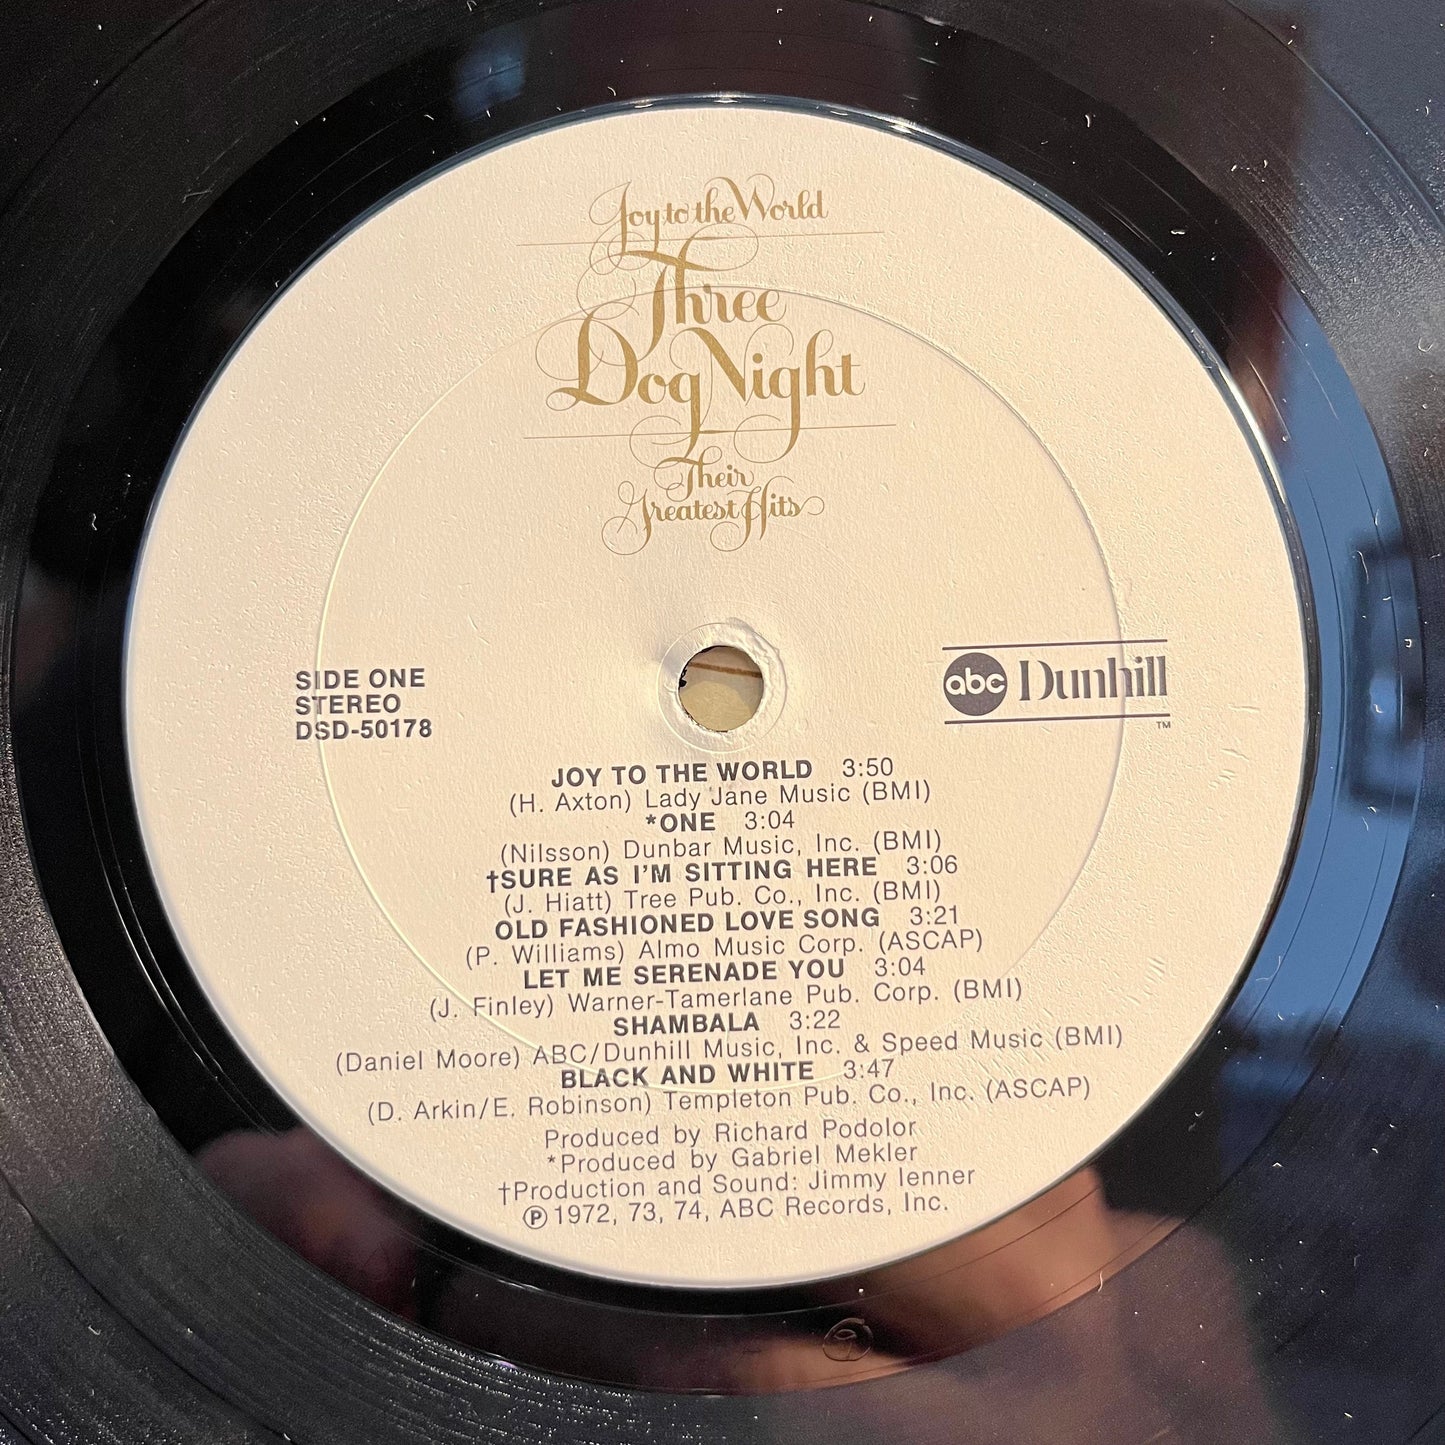 Joy to the World
Three
Dog Night
Their
Greatest Hits
SIDE ONE
STEREO
DSD-50178
abc Dunhill
TM
JOY TO THE WORLD 3:50
(H. Axton) Lady Jane Music (BMI)
*ONE 3:04
(Nilsson) Dunbar Music, Inc. (BMI)
†SURE AS I'M SITTING HERE 3:06
(J. Hiatt) Tree Pub. Co., Inc. (BMI)
OLD FASHIONED LOVE SONG 3:21
(P. Williams) Almo Music Corp. (ASCAP)
LET ME SERENADE YOU 3:04
(J. Finley) Warner-Tamerlane Pub. Corp. (BMI)
SHAMBALA 3:22
(Daniel Moore) ABC/Dunhill Music, Inc. & Speed Music (BMI)
BLACK AND WHITE 3:47
(D. Arkin/E. Robinson) Templeton Pub. Co., Inc. (ASCAP)
Produced by Richard Podolor
*Produced by Gabriel Mekler
†Production and Sound: Jimmy Ienner
℗ 1972, 73, 74, ABC Records, Inc.